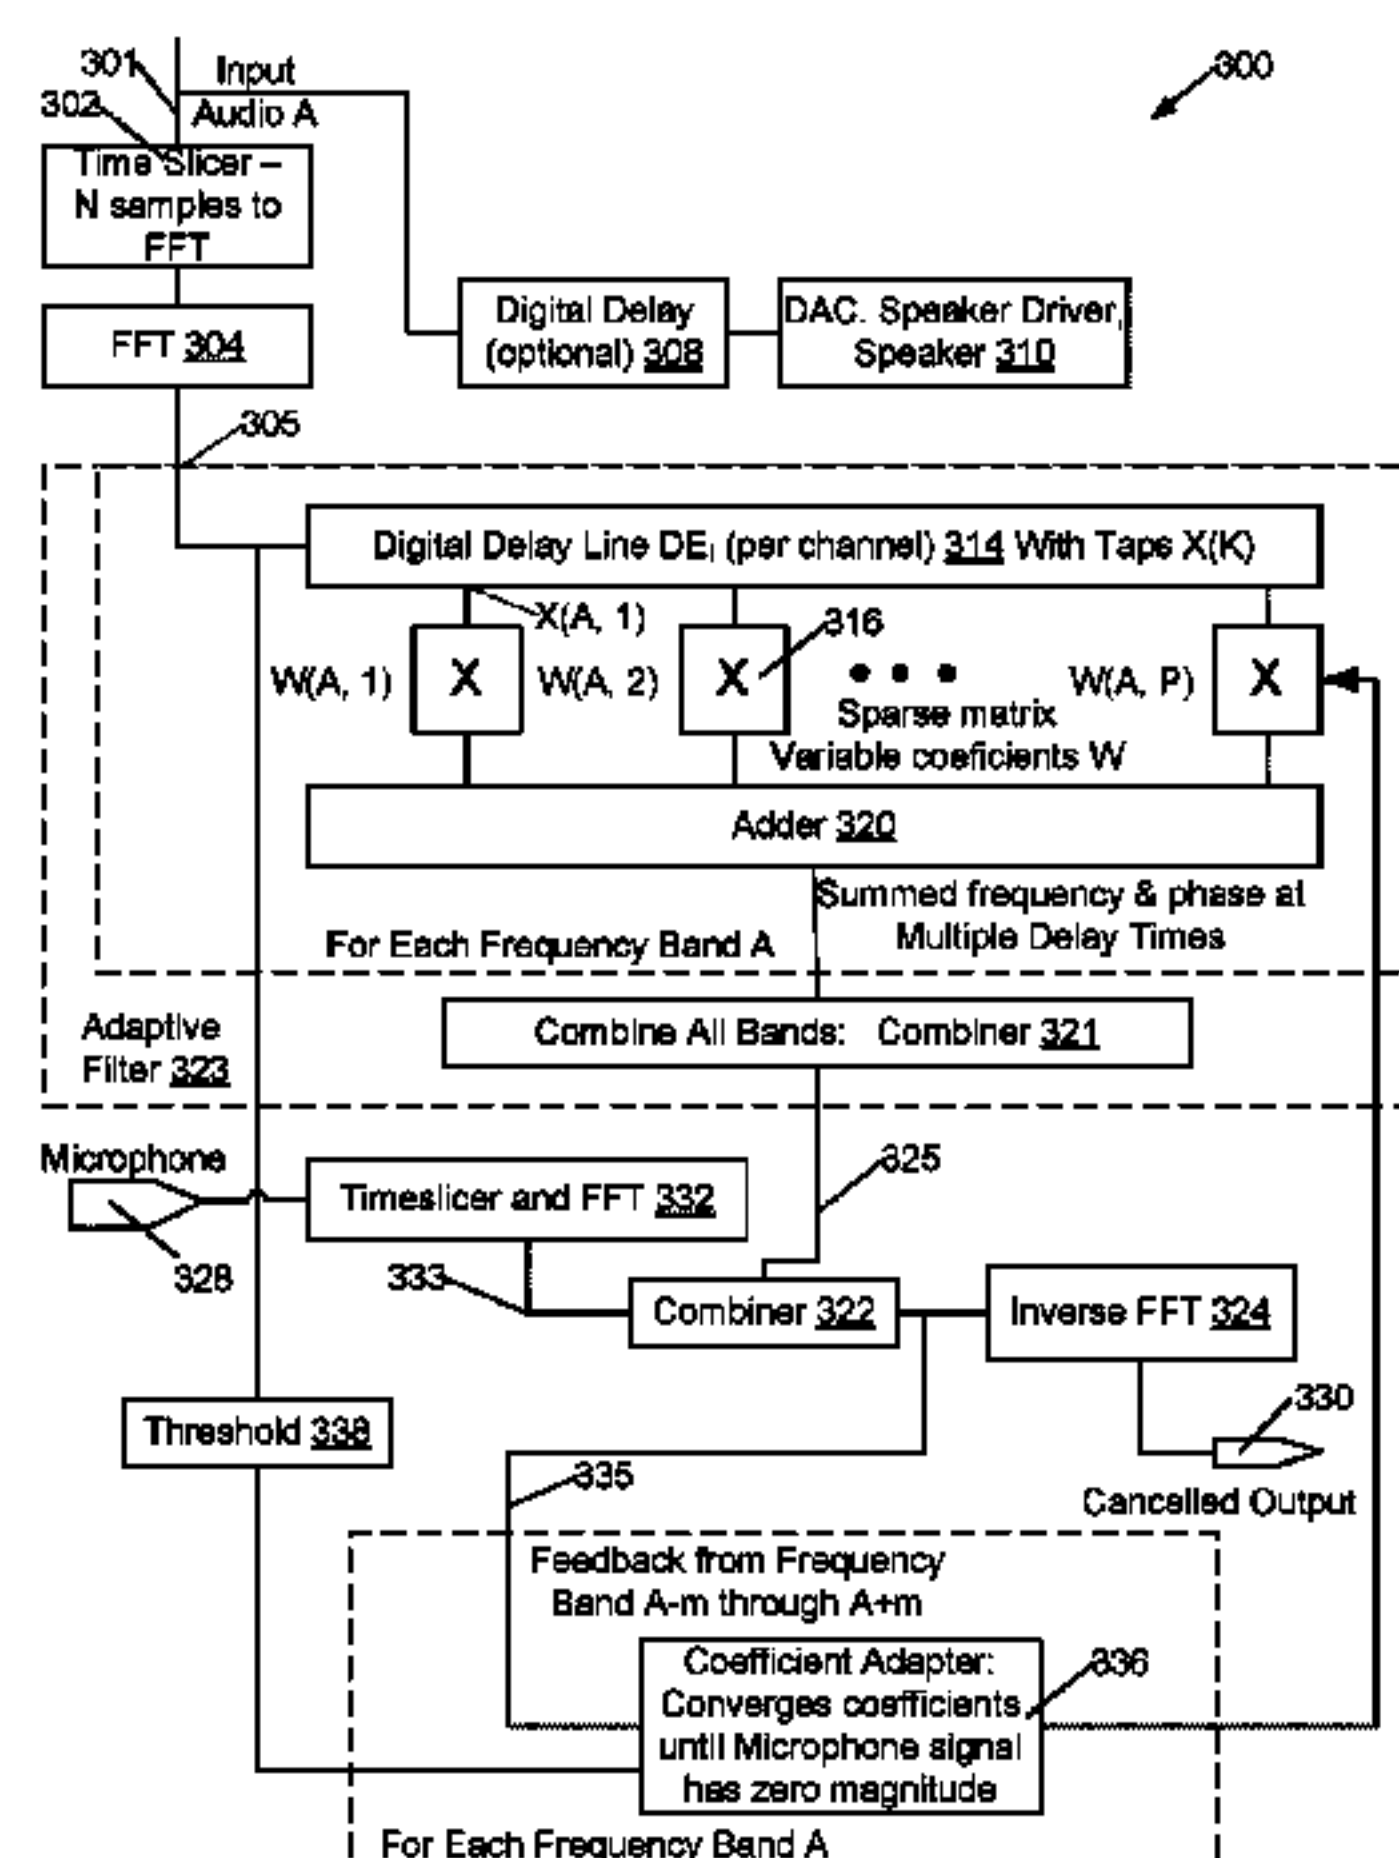 301
Input
Audio A
300
302
Time Slicer –
N samples to
FFT
FFT 304
Digital Delay
(optional) 308
DAC. Speaker Driver,
Speaker 310
305
Digital Delay Line DEi (per channel) 314 With Taps X(K)
X(A, 1)
316
W(A, 1)
X
W(A, 2)
X
• • •
W(A, P)
X
Sparse matrix
Variable coeficients W
Adder 320
Summed frequency & phase at
Multiple Delay Times
For Each Frequency Band A
Adaptive
Filter 323
Combine All Bands: Combiner 321
Microphone
328
Timeslicer and FFT 332
325
333
Combiner 322
Inverse FFT 324
330
Cancelled Output
Threshold 338
335
Feedback from Frequency
Band A-m through A+m
Coefficient Adapter:
Converges coefficients
until Microphone signal
has zero magnitude
336
For Each Frequency Band A